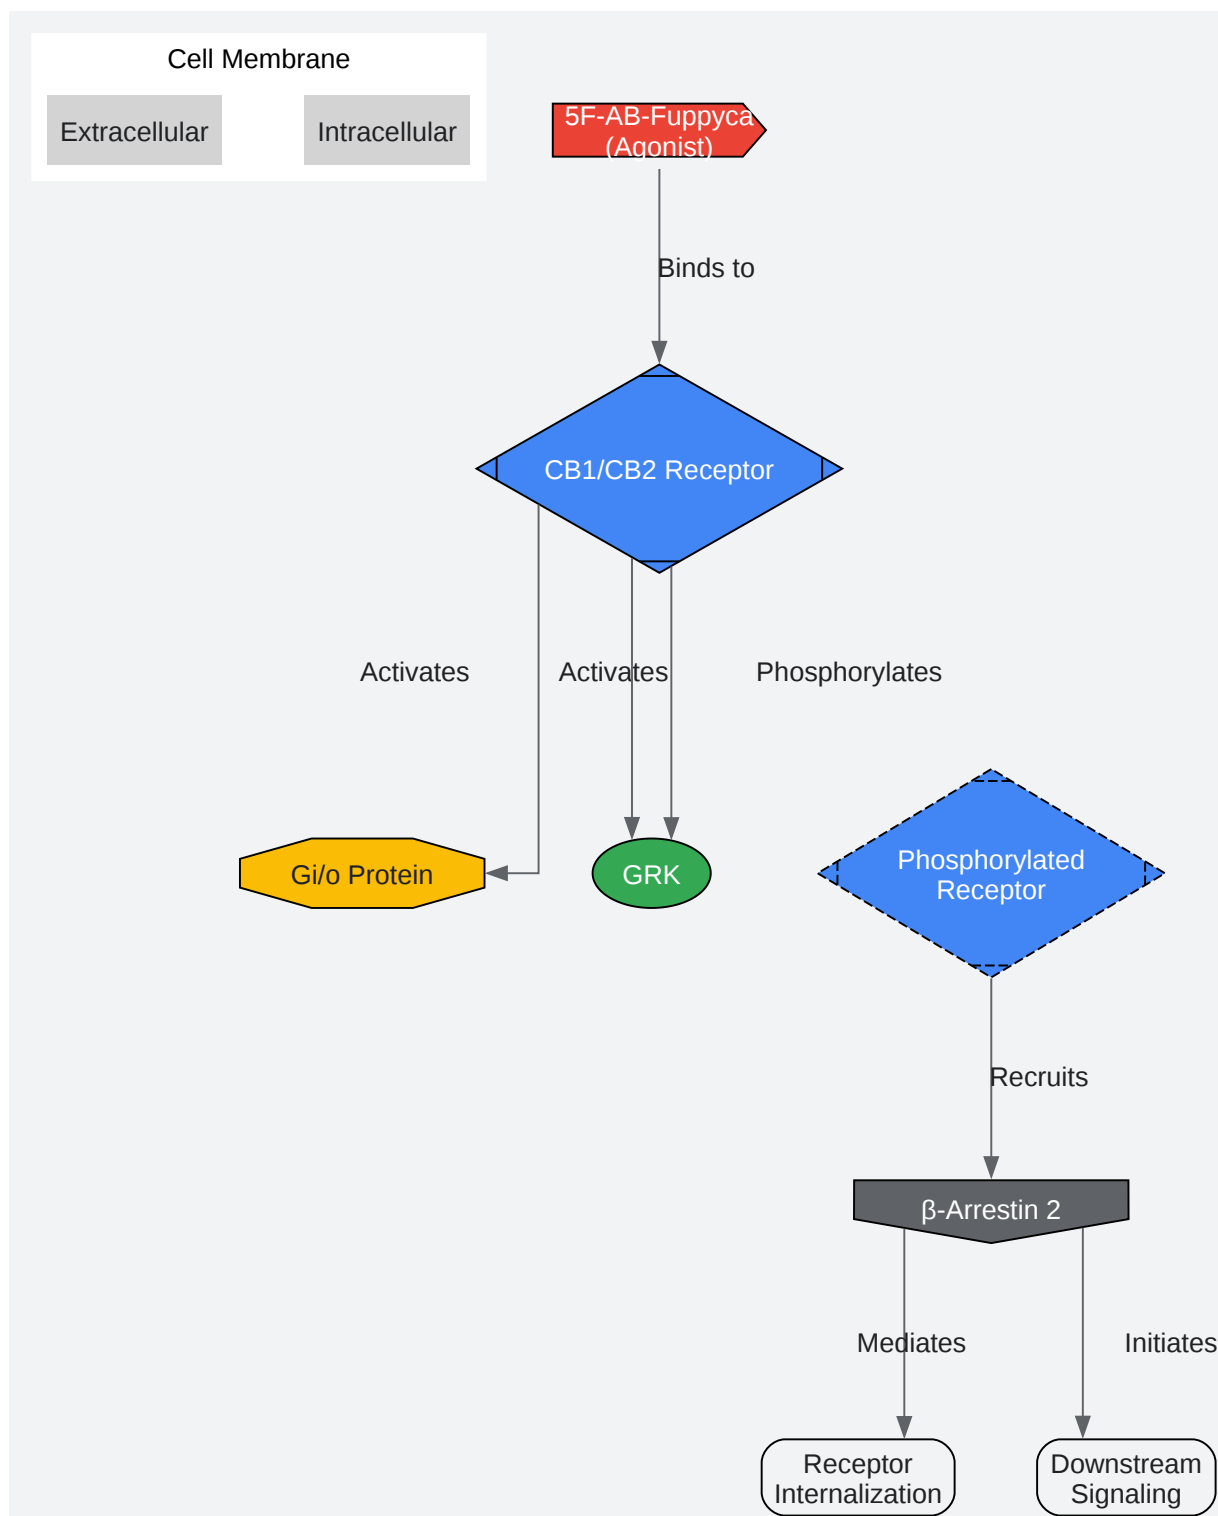 Cell Membrane
Extracellular
Intracellular
5F-AB-Fuppyca
(Agonist)
Binds to
CB1/CB2 Receptor
Activates
Activates
Phosphorylates
Gi/o Protein
GRK
Phosphorylated
Receptor
Recruits
β-Arrestin 2
Mediates
Initiates
Receptor
Internalization
Downstream
Signaling